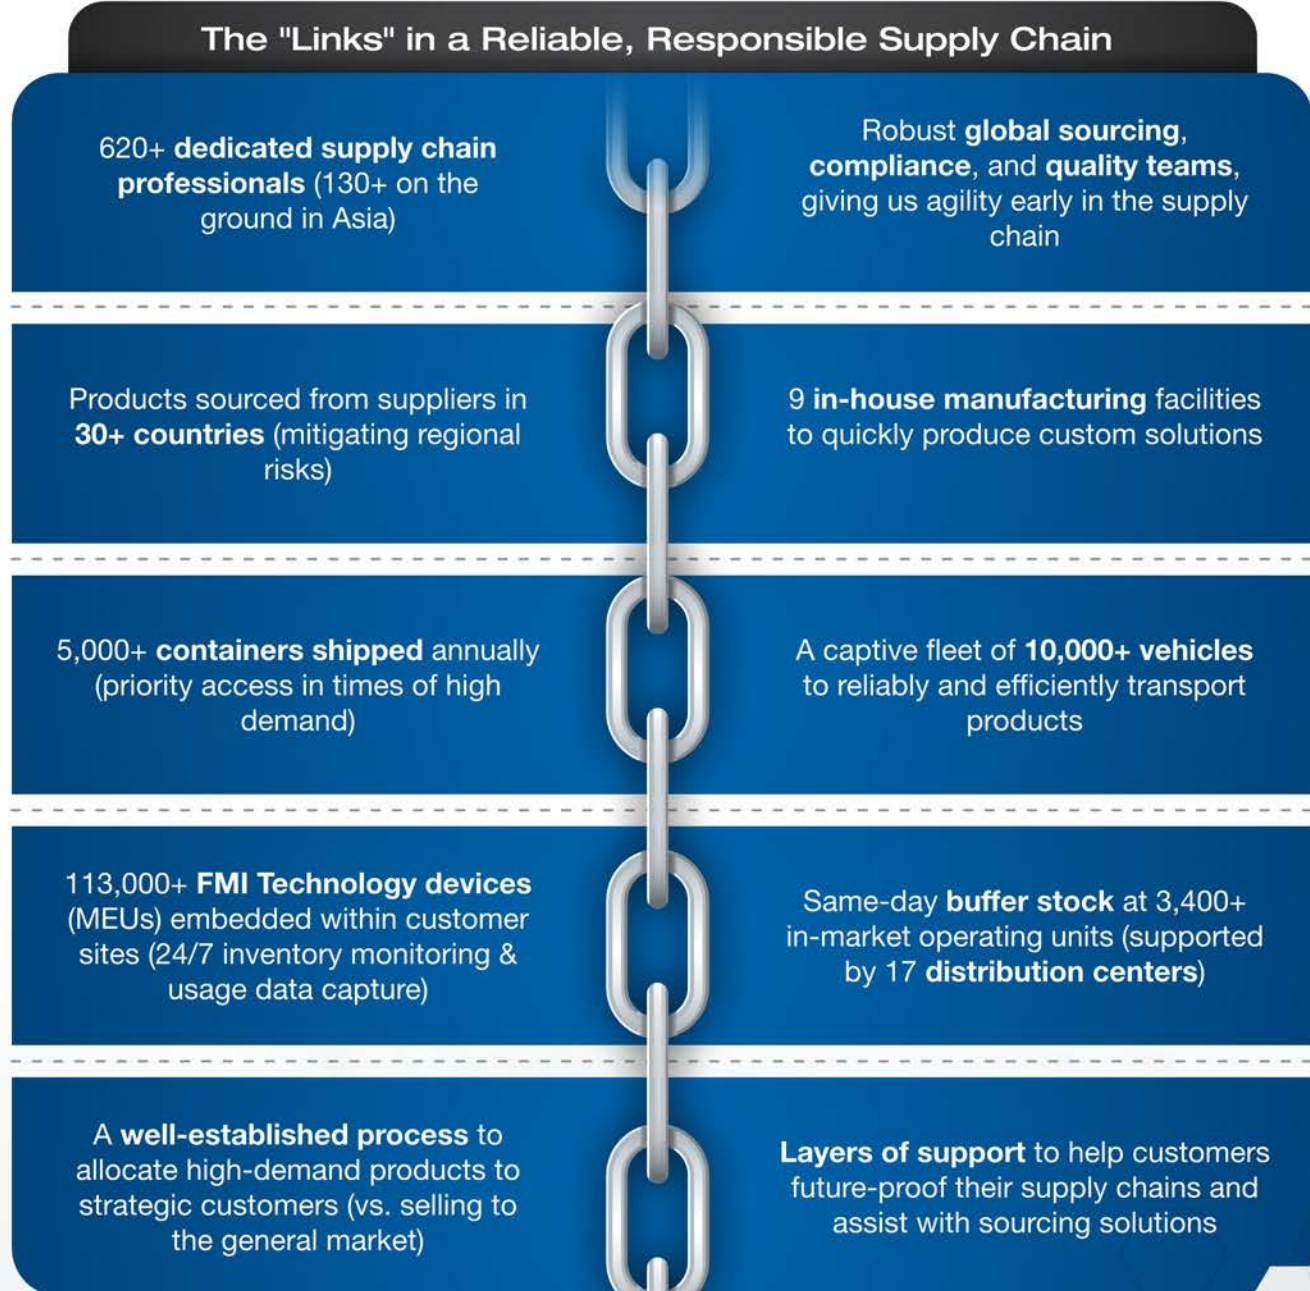 The "Links" in a Reliable, Responsible Supply Chain
620+ dedicated supply chain
professionals (130+ on the
ground in Asia)
Robust global sourcing,
compliance, and quality teams,
giving us agility early in the supply
chain
Products sourced from suppliers in
30+ countries (mitigating regional
risks)
9 in-house manufacturing facilities
to quickly produce custom solutions
5,000+ containers shipped annually
(priority access in times of high
demand)
A captive fleet of 10,000+ vehicles
to reliably and efficiently transport
products
113,000+ FMI Technology devices
(MEUs) embedded within customer
sites (24/7 inventory monitoring &
usage data capture)
Same-day buffer stock at 3,400+
in-market operating units (supported
by 17 distribution centers)
A well-established process to
allocate high-demand products to
strategic customers (vs. selling to
the general market)
Layers of support to help customers
future-proof their supply chains and
assist with sourcing solutions